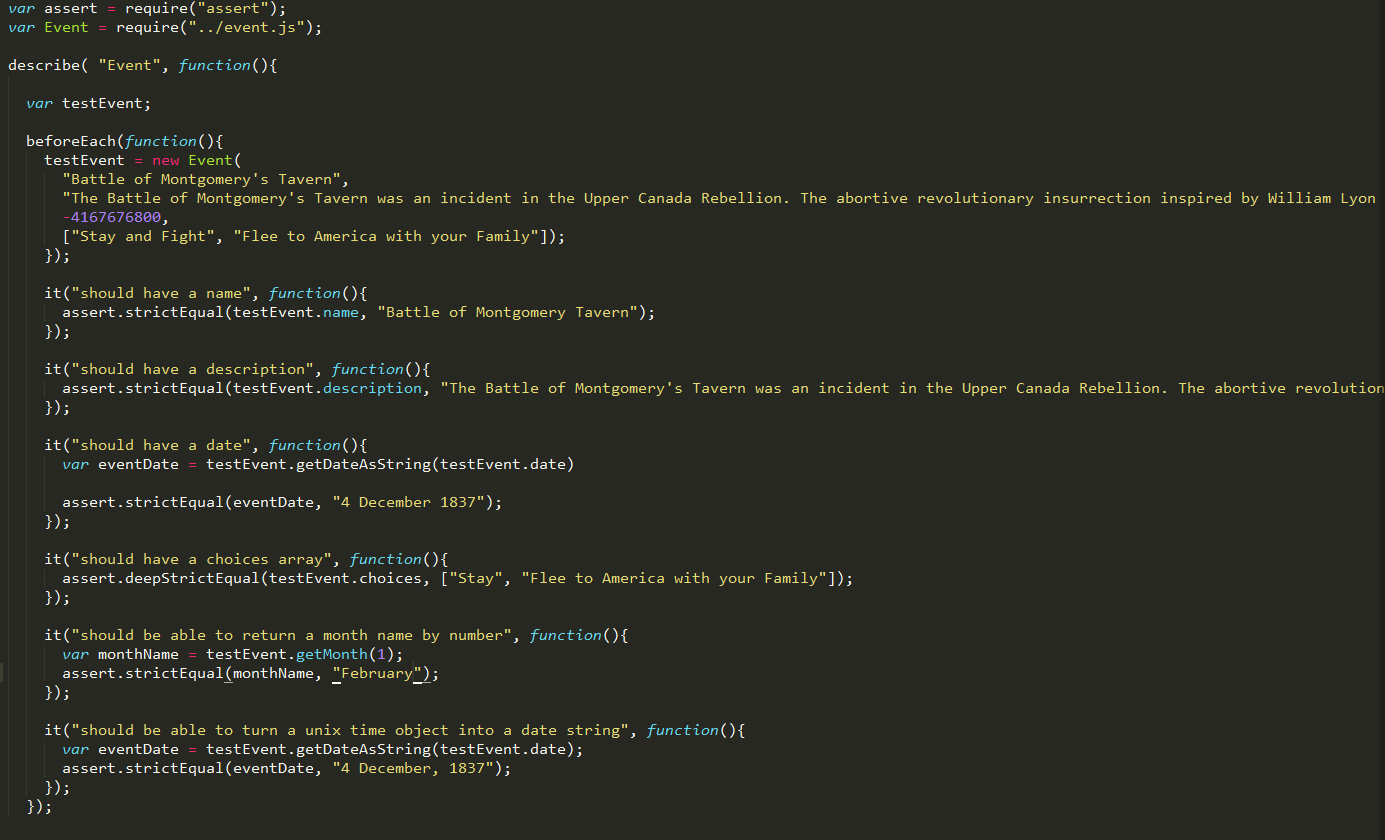 var assert = require("assert");
var Event = require("../event.js");
describe( "Event", function(){
var testEvent;
beforeEach(function(){
testEvent = new Event(
"Battle of Montgomery's Tavern",
"The Battle of Montgomery's Tavern was an incident in the Upper Canada Rebellion. The abortive revolutionary insurrection inspired by William Lyon
-4167676800,
["Stay and Fight", "Flee to America with your Family"]);
});
it("should have a name", function(){
assert.strictEqual(testEvent.name, "Battle of Montgomery Tavern");
});
it("should have a description", function(){
assert.strictEqual(testEvent.description, "The Battle of Montgomery's Tavern was an incident in the Upper Canada Rebellion. The abortive revolution
});
it("should have a date", function(){
var eventDate = testEvent.getDateAsString(testEvent.date)
assert.strictEqual(eventDate, "4 December 1837");
});
it("should have a choices array", function(){
assert.deepStrictEqual(testEvent.choices, ["Stay", "Flee to America with your Family"]);
});
it("should be able to return a month name by number", function(){
var monthName = testEvent.getMonth(1);
assert.strictEqual(monthName, "February");
});
it("should be able to turn a unix time object into a date string", function(){
var eventDate = testEvent.getDateAsString(testEvent.date);
assert.strictEqual(eventDate, "4 December, 1837");
});
});